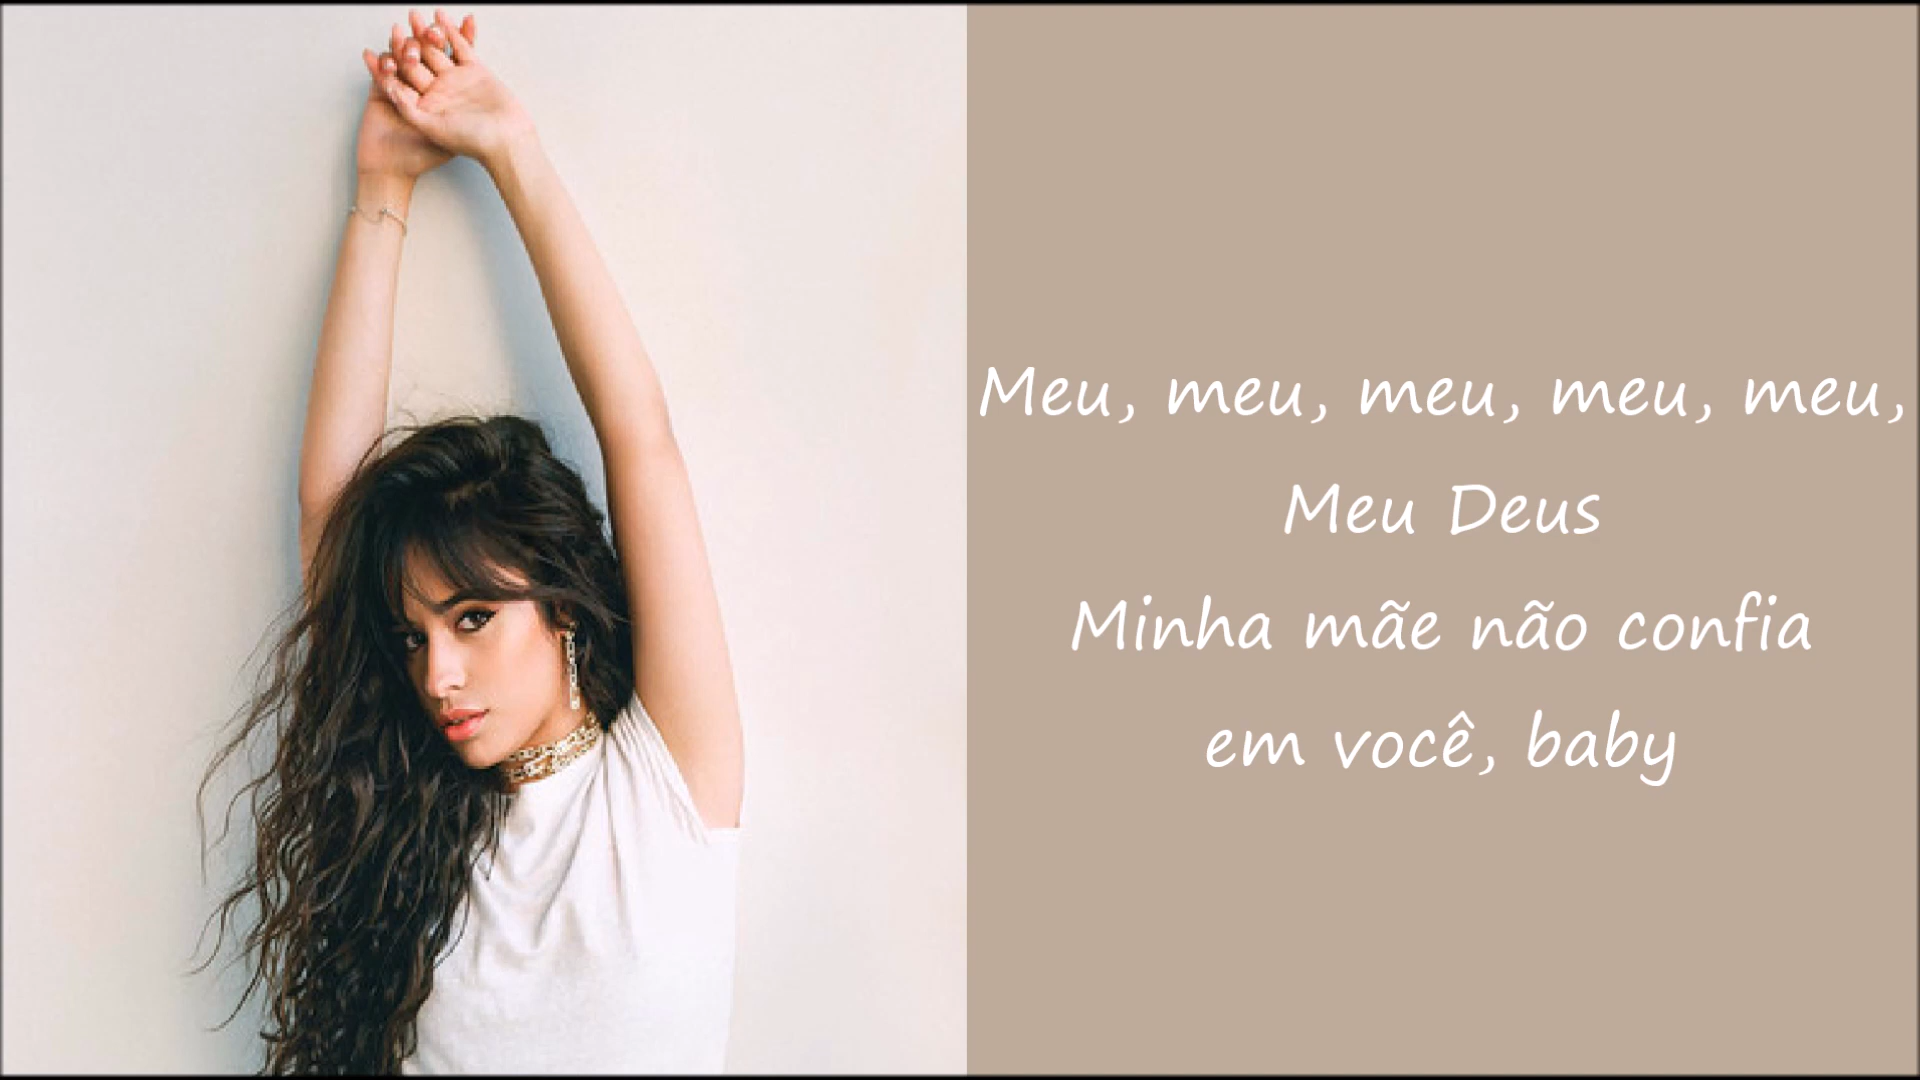 Meu, meu, meu, meu, meu,
Meu Deus
Minha mãe não confia
em você, baby